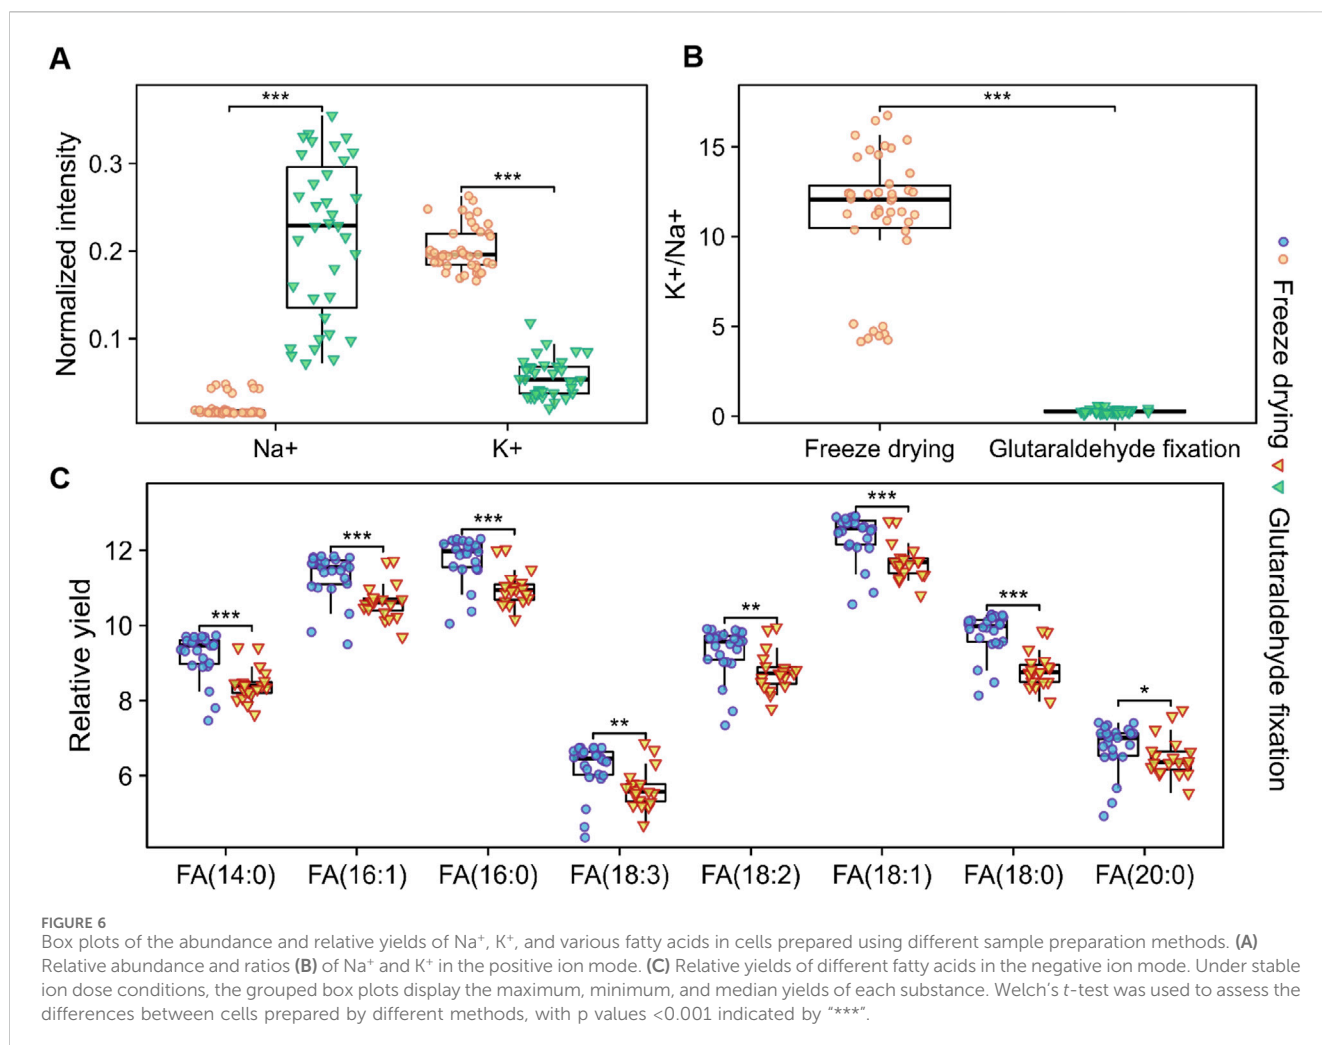 A
Normalized intensity
0.3
0.2
0.1
***
***
Na+
K+
B
K+/Na+
15
10
5
0
***
Freeze drying
Glutaraldehyde fixation
Freeze drying
Glutaraldehyde fixation
C
Relative yield
12
10
8
6
***
***
***
**
**
***
***
*
FA(14:0)
FA(16:1)
FA(16:0)
FA(18:3)
FA(18:2)
FA(18:1)
FA(18:0)
FA(20:0)
FIGURE 6
Box plots of the abundance and relative yields of Na⁺, K⁺, and various fatty acids in cells prepared using different sample preparation methods. (A)
Relative abundance and ratios (B) of Na⁺ and K⁺ in the positive ion mode. (C) Relative yields of different fatty acids in the negative ion mode. Under stable
ion dose conditions, the grouped box plots display the maximum, minimum, and median yields of each substance. Welch's t-test was used to assess the
differences between cells prepared by different methods, with p values <0.001 indicated by "***".